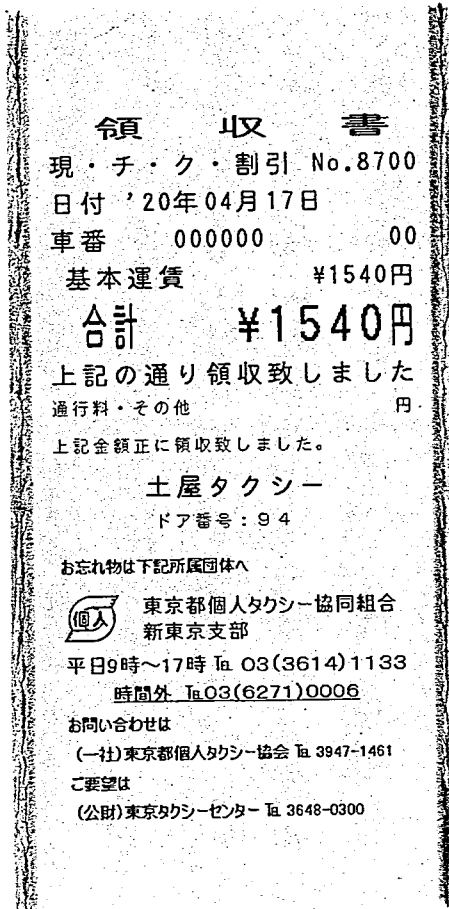 領収書
現・チ・ク・割引 No.8700
日付 '20年04月17日
車番 000000 00
基本運賃 ¥1540円
合計 ¥1540円
上記の通り領収致しました
通行料・その他 円
上記金額正に領収致しました。
土屋タクシー
ドア番号:94
お忘れ物は下記所属団体へ
個人 東京都個人タクシー協同組合
新東京支部
平日9時~17時 ℡ 03(3614)1133
時間外 ℡03(6271)0006
お問い合わせは
(一社)東京都個人タクシー協会 ℡ 3947-1461
ご要望は
(公財)東京タクシーセンター ℡ 3648-0300